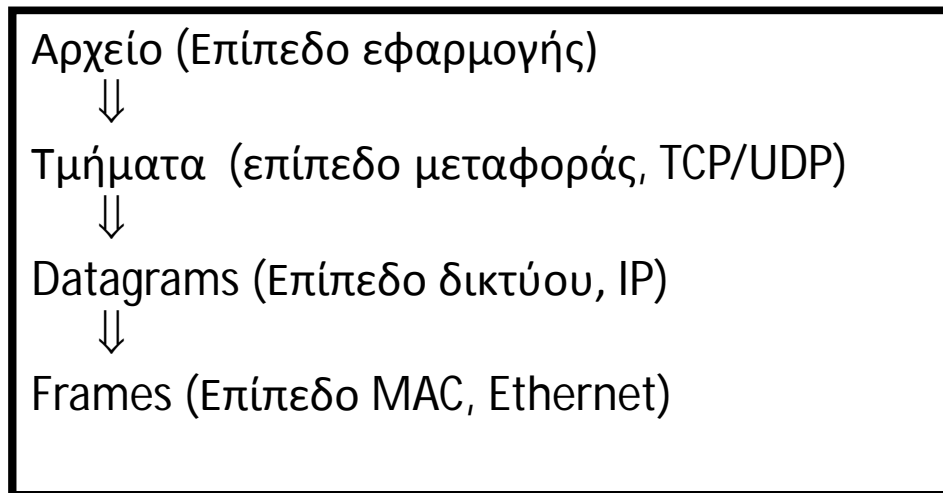 Αρχείο (Επίπεδο εφαρμογής)
⇓
Τμήματα (επίπεδο μεταφοράς, TCP/UDP)
⇓
Datagrams (Επίπεδο δικτύου, IP)
⇓
Frames (Επίπεδο MAC, Ethernet)